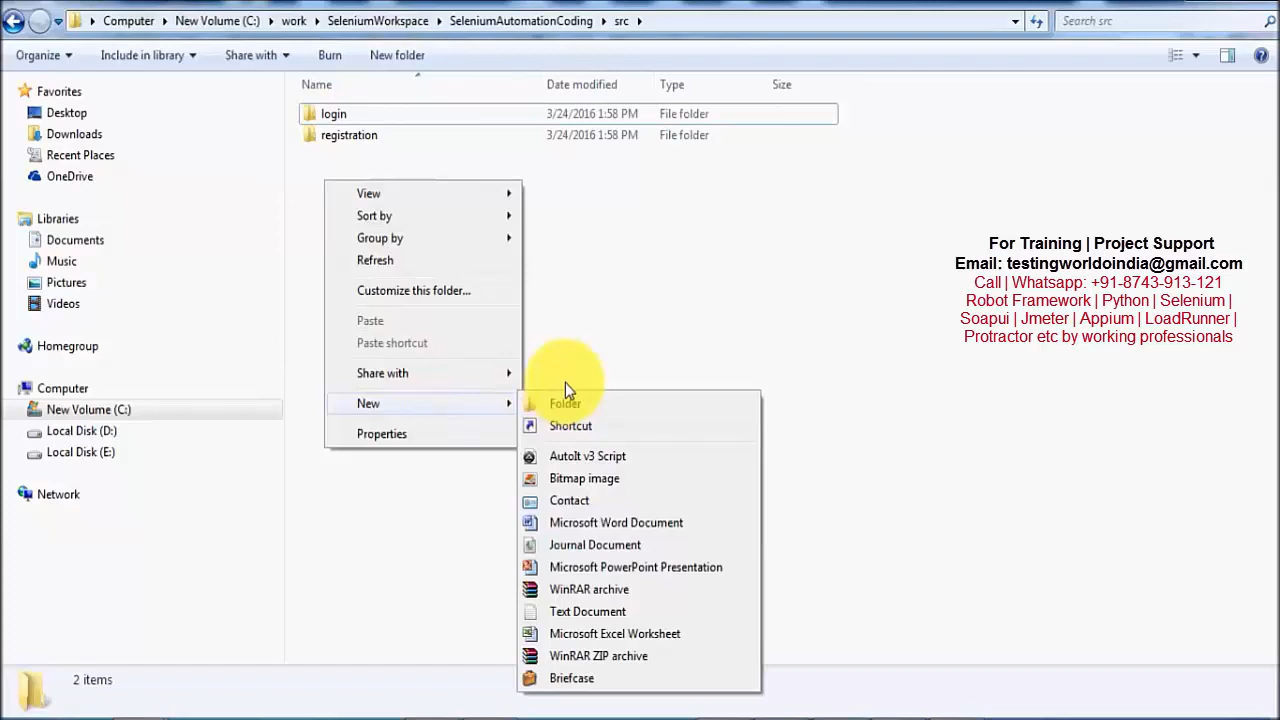 Computer New Volume (C:) work SeleniumWorkspace SeleniumAutomationCoding src Search src
Organize Include in library Share with Burn New folder
Favorites
Desktop
Downloads
Recent Places
OneDrive
Libraries
Documents
Music
Pictures
Videos
Homegroup
Computer
New Volume (C:)
Local Disk (D:)
Local Disk (E:)
Network
Name Date modified Type Size
login 3/24/2016 1:58 PM File folder
registration 3/24/2016 1:58 PM File folder
View
Sort by
Group by
Refresh
Customize this folder...
Paste
Paste shortcut
Share with
New
Properties
Folder
Shortcut
AutoIt v3 Script
Bitmap image
Contact
Microsoft Word Document
Journal Document
Microsoft PowerPoint Presentation
WinRAR archive
Text Document
Microsoft Excel Worksheet
WinRAR ZIP archive
Briefcase
For Training | Project Support
Email: testingworldoindia@gmail.com
Call | Whatsapp: +91-8743-913-121
Robot Framework | Python | Selenium |
Soapui | Jmeter | Appium | LoadRunner |
Protractor etc by working professionals
2 items